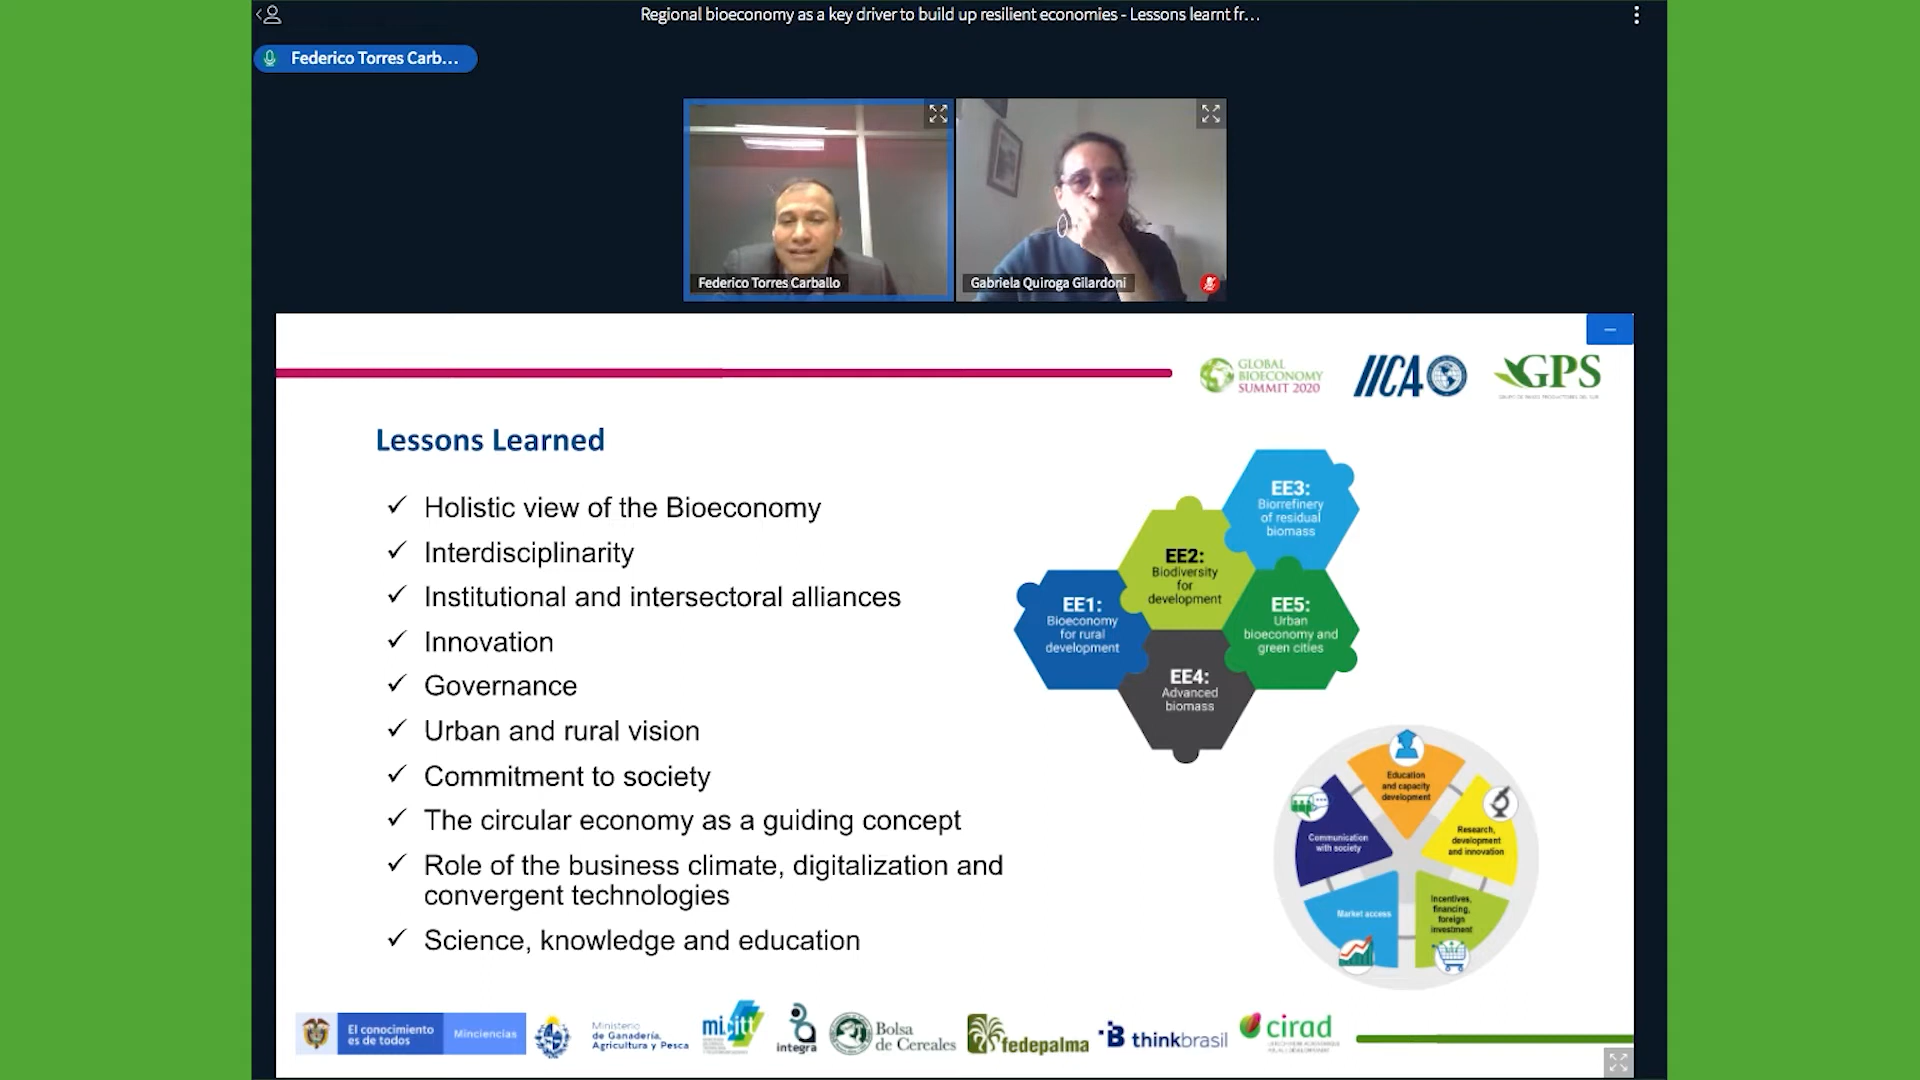 Regional bioeconomy as a key driver to build up resilient economies - Lessons learnt fr...
Federico Torres Carb...
Federico Torres Carballo
Gabriela Quiroga Gilardoni
GLOBAL
BIOECONOMY
SUMMIT 2020
IICA
GPS
Lessons Learned
✓ Holistic view of the Bioeconomy
✓ Interdisciplinarity
✓ Institutional and intersectoral alliances
✓ Innovation
✓ Governance
✓ Urban and rural vision
✓ Commitment to society
✓ The circular economy as a guiding concept
✓ Role of the business climate, digitalization and
convergent technologies
✓ Science, knowledge and education
EE3:
Biorrefinery
of residual
biomass
EE2:
Biodiversity
for
development
EE1:
Bioeconomy
for rural
development
EE5:
Urban
bioeconomy and
green cities
EE4:
Advanced
biomass
Education
and capacity
development
Research,
development
and innovation
Incentives,
financing,
foreign
investment
Market access
Communication
with society
El conocimiento
es de todos
Minciencias
Ministerio
de Ganadería,
Agricultura y Pesca
micitt
integra
Bolsa
de Cereales
fedepalma
B thinkbrasil
cirad